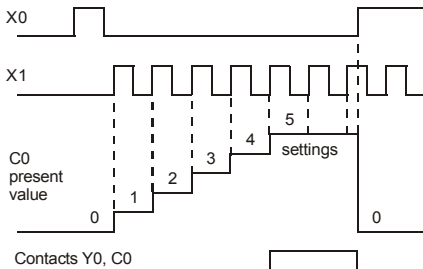 X0
X1
5
4
settings
3
C0
present
value
2
1
0
0
Contacts Y0, C0